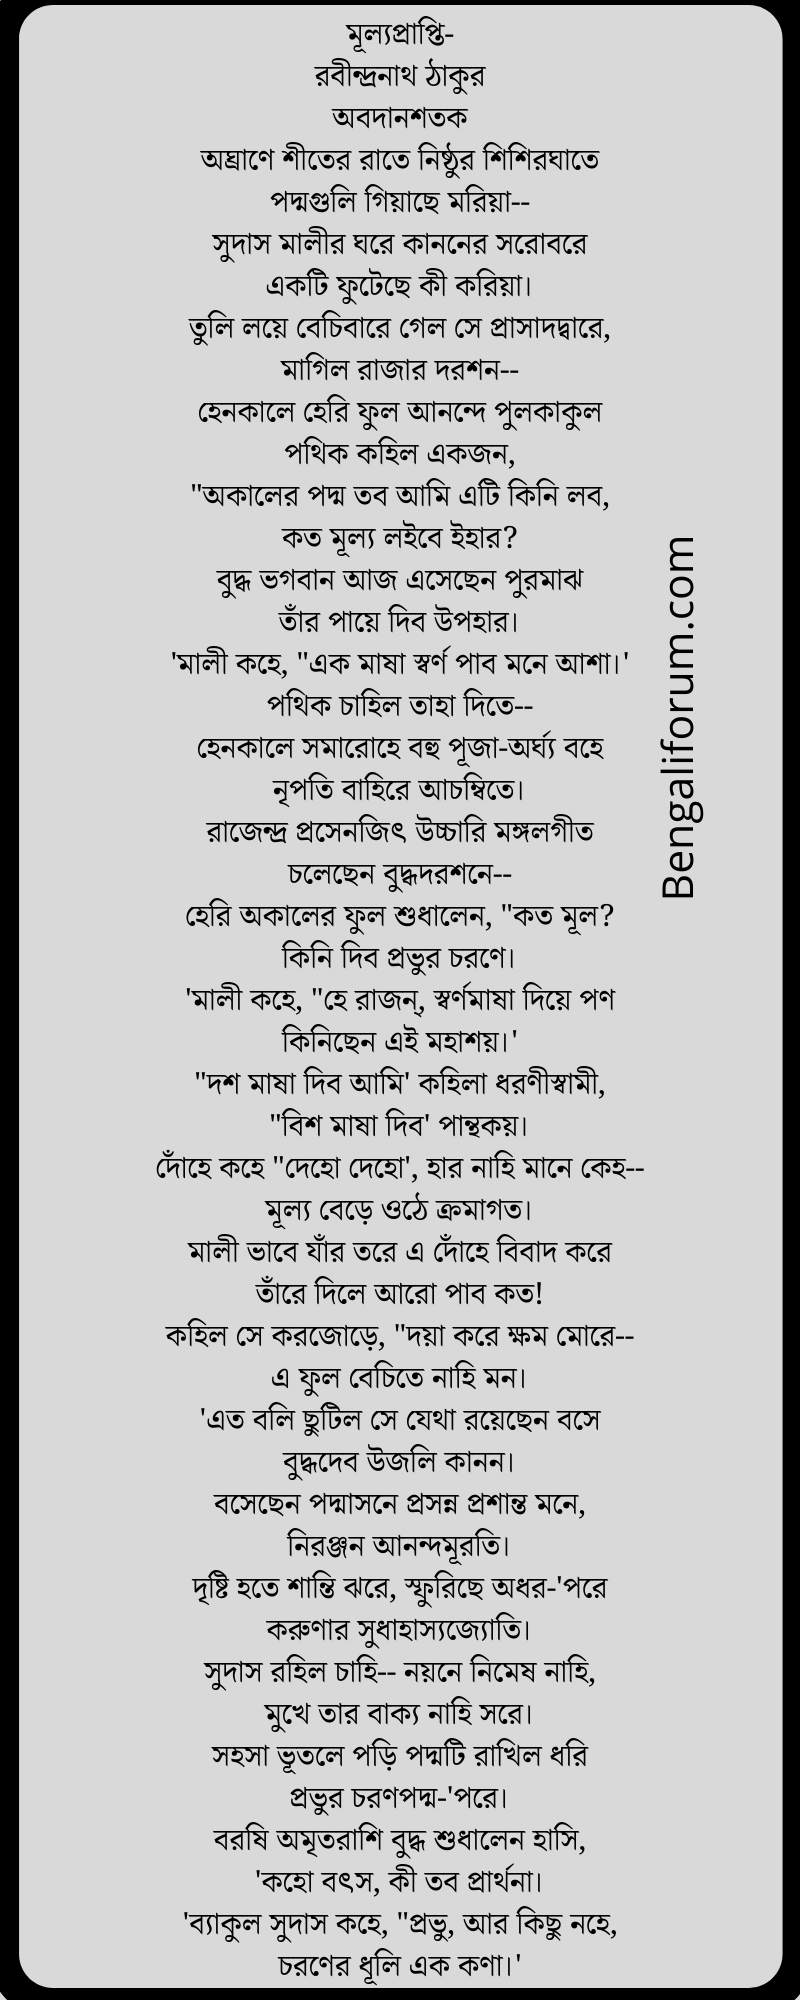 মূল্যপ্রাপ্তি-
রবীন্দ্রনাথ ঠাকুর
অবদানশতক
অঘ্রাণে শীতের রাতে নিষ্ঠুর শিশিরঘাতে
পদ্মগুলি গিয়াছে মরিয়া--
সুদাস মালীর ঘরে কাননের সরোবরে
একটি ফুটেছে কী করিয়া।
তুলি লয়ে বেচিবারে গেল সে প্রাসাদদ্বারে,
মাগিল রাজার দরশন--
হেনকালে হেরি ফুল আনন্দে পুলকাকুল
পথিক কহিল একজন,
"অকালের পদ্ম তব আমি এটি কিনি লব,
কত মূল্য লইবে ইহার?
বুদ্ধ ভগবান আজ এসেছেন পুরমাঝ
তাঁর পায়ে দিব উপহার।
'মালী কহে, "এক মাষা স্বর্ণ পাব মনে আশা।'
পথিক চাহিল তাহা দিতে--
হেনকালে সমারোহে বহু পূজা-অর্ঘ্য বহে
নৃপতি বাহিরে আচম্বিতে।
রাজেন্দ্র প্রসেনজিৎ উচ্চারি মঙ্গলগীত
চলেছেন বুদ্ধদরশনে--
হেরি অকালের ফুল শুধালেন, "কত মূল?
কিনি দিব প্রভুর চরণে।
'মালী কহে, "হে রাজন্, স্বর্ণমাষা দিয়ে পণ
কিনিছেন এই মহাশয়।'
"দশ মাষা দিব আমি' কহিলা ধরণীস্বামী,
"বিশ মাষা দিব' পান্থকয়।
দোঁহে কহে "দেহো দেহো', হার নাহি মানে কেহ--
মূল্য বেড়ে ওঠে ক্রমাগত।
মালী ভাবে যাঁর তরে এ দোঁহে বিবাদ করে
তাঁরে দিলে আরো পাব কত!
কহিল সে করজোড়ে, "দয়া করে ক্ষম মোরে--
এ ফুল বেচিতে নাহি মন।
'এত বলি ছুটিল সে যেথা রয়েছেন বসে
বুদ্ধদেব উজলি কানন।
বসেছেন পদ্মাসনে প্রসন্ন প্রশান্ত মনে,
নিরঞ্জন আনন্দমূরতি।
দৃষ্টি হতে শান্তি ঝরে, স্ফুরিছে অধর-'পরে
করুণার সুধাহাস্যজ্যোতি।
সুদাস রহিল চাহি-- নয়নে নিমেষ নাহি,
মুখে তার বাক্য নাহি সরে।
সহসা ভূতলে পড়ি পদ্মটি রাখিল ধরি
প্রভুর চরণপদ্ম-'পরে।
বরষি অমৃতরাশি বুদ্ধ শুধালেন হাসি,
'কহো বৎস, কী তব প্রার্থনা।
'ব্যাকুল সুদাস কহে, "প্রভু, আর কিছু নহে,
চরণের ধূলি এক কণা।'
Bengaliforum.com